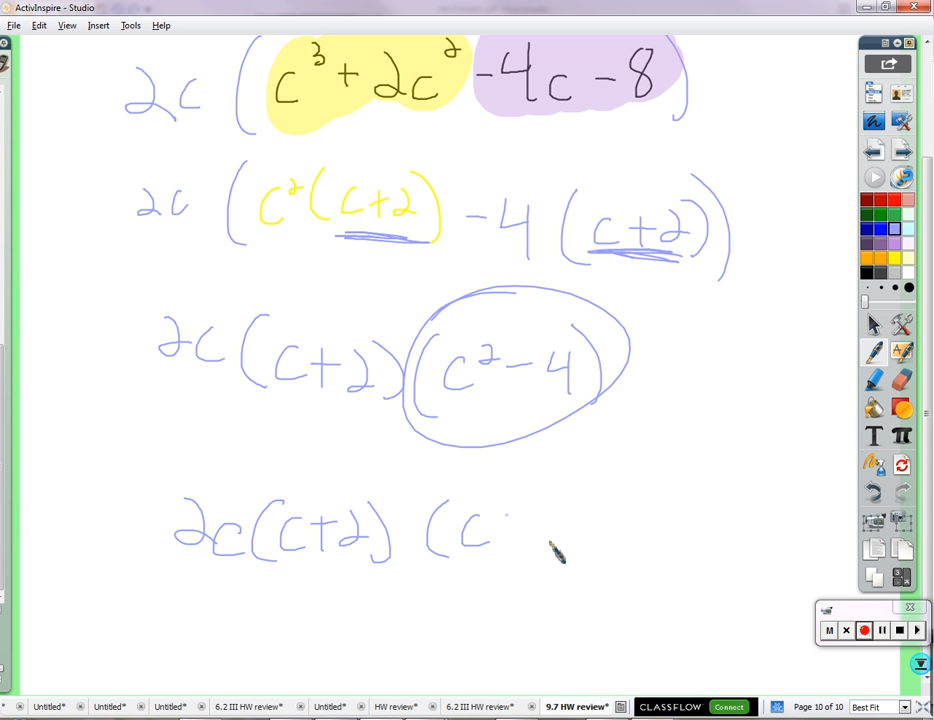 ActivInspire - Studio
File Edit View Insert Tools Help
2c (c³ + 2c² -4c - 8)
2c (c²(c+2) -4(c+2))
2c (c+2) (c² - 4)
2c(c+2) (c
T π
M
Untitled* Untitled* Untitled* 6.2 III HW review* Untitled* HW review* 6.2 III HW review* 9.7 HW review* CLASSFLOW Connect Page 10 of 10 Best Fit